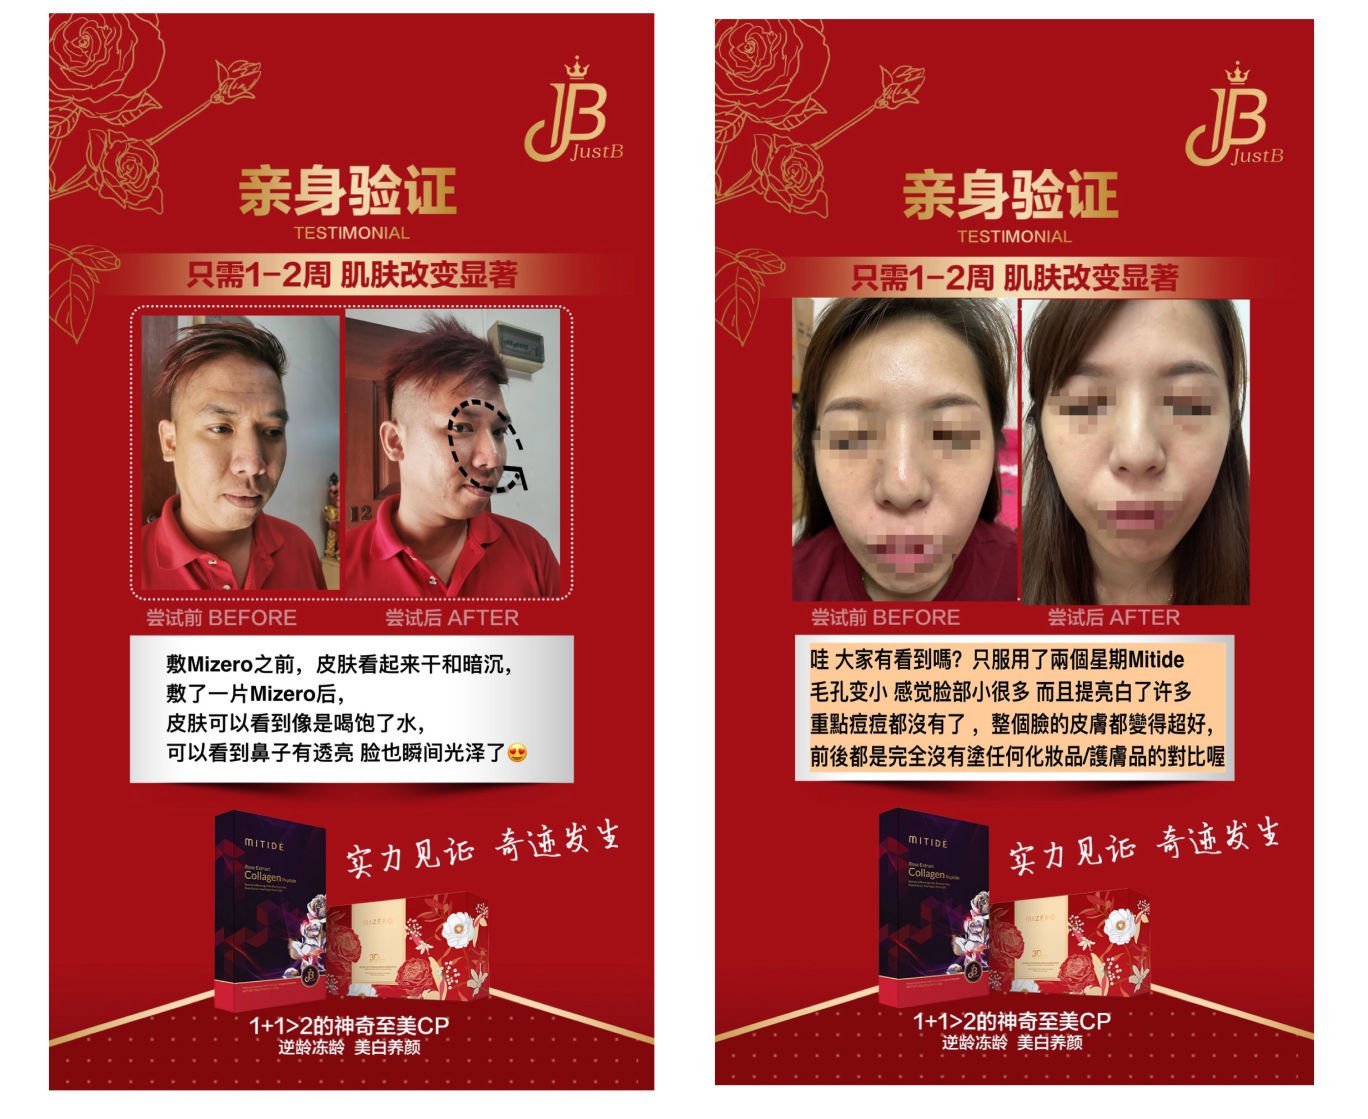 JB
JustB
亲身验证
TESTIMONIAL
只需1-2周 肌肤改变显著
12
尝试前 BEFORE
尝试后 AFTER
敷Mizero之前，皮肤看起来干和暗沉，
敷了一片Mizero后，
皮肤可以看到像是喝饱了水，
可以看到鼻子有透亮 脸也瞬间光泽了😍
实力见证 奇迹发生
MITIDE
Rose Extract
Collagen Peptide
MIZERO
3D
JB
1+1>2的神奇至美CP
逆龄冻龄 美白养颜
JB
JustB
亲身验证
TESTIMONIAL
只需1-2周 肌肤改变显著
尝试前 BEFORE
尝试后 AFTER
哇 大家有看到嗎？只服用了兩個星期Mitide
毛孔变小 感觉脸部小很多 而且提亮白了许多
重點痘痘都沒有了 ，整個臉的皮膚都變得超好，
前後都是完全沒有塗任何化妝品/護膚品的對比喔
实力见证 奇迹发生
MITIDE
Rose Extract
Collagen Peptide
MIZERO
3D
JB
1+1>2的神奇至美CP
逆龄冻龄 美白养颜